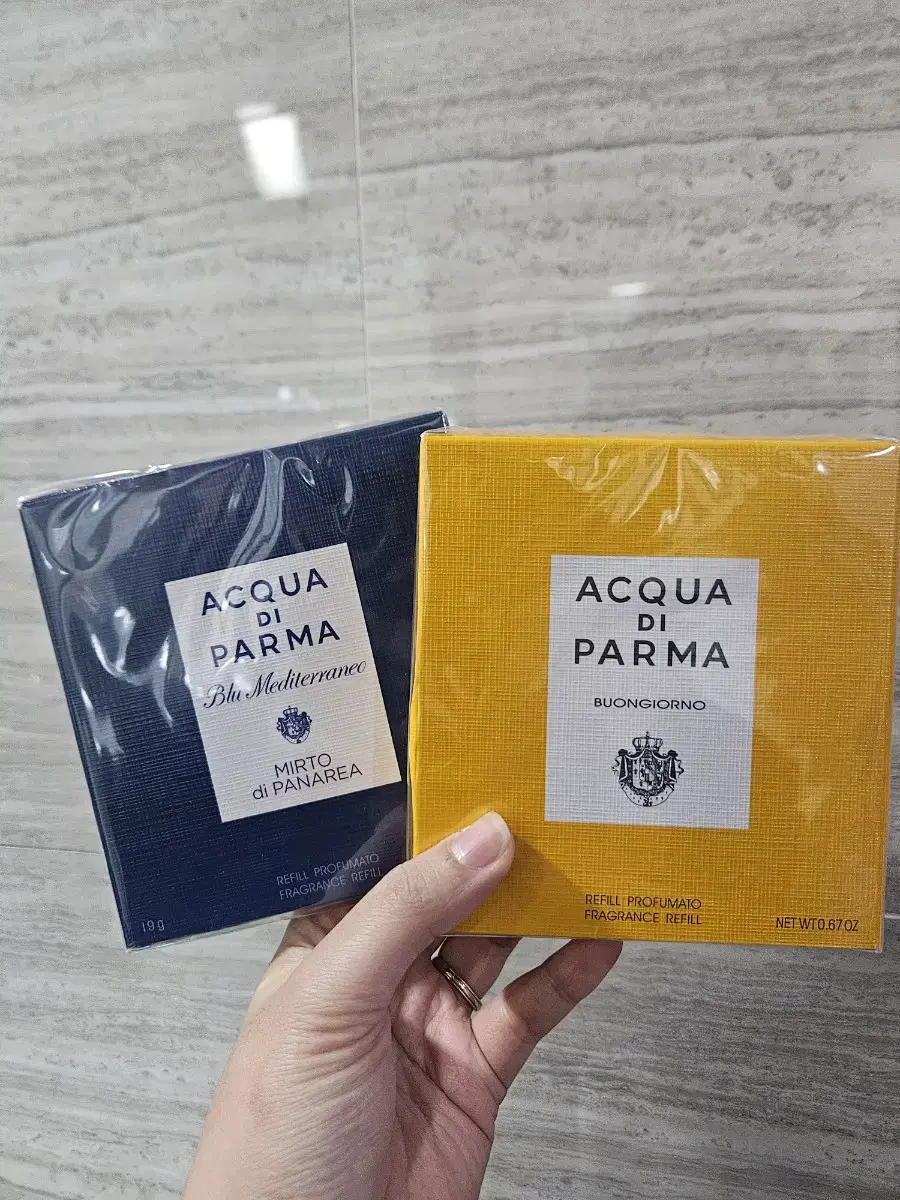 ACQUA
DI
PARMA
Blu Mediterraneo
MIRTO
di PANAREA
REFILL PROFUMATO
FRAGRANCE REFILL
19 g
ACQUA
DI
PARMA
BUONGIORNO
REFILL PROFUMATO
FRAGRANCE REFILL
NET WT 0.67 OZ